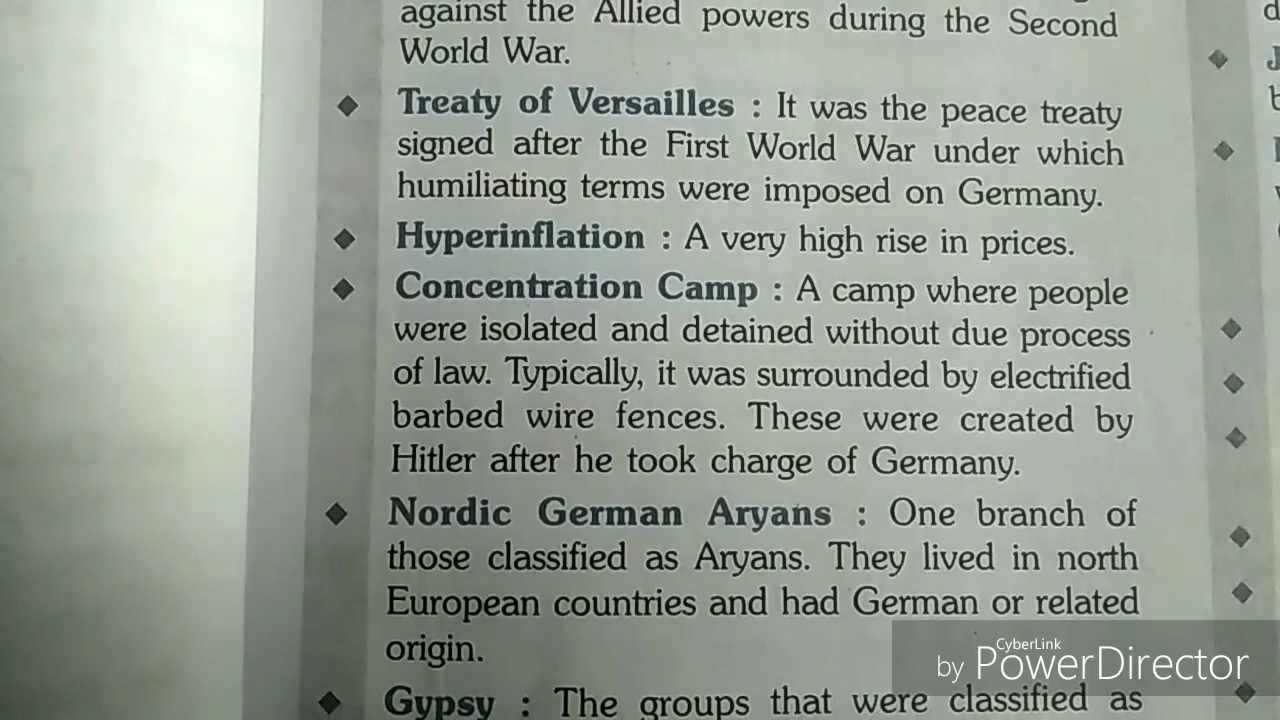 against the Allied powers during the Second
World War.
Treaty of Versailles : It was the peace treaty
signed after the First World War under which
humiliating terms were imposed on Germany.
Hyperinflation : A very high rise in prices.
Concentration Camp : A camp where people
were isolated and detained without due process
of law. Typically, it was surrounded by electrified
barbed wire fences. These were created by
Hitler after he took charge of Germany.
Nordic German Aryans : One branch of
those classified as Aryans. They lived in north
European countries and had German or related
origin.
Gypsy : The groups that were classified as
by CyberLink PowerDirector